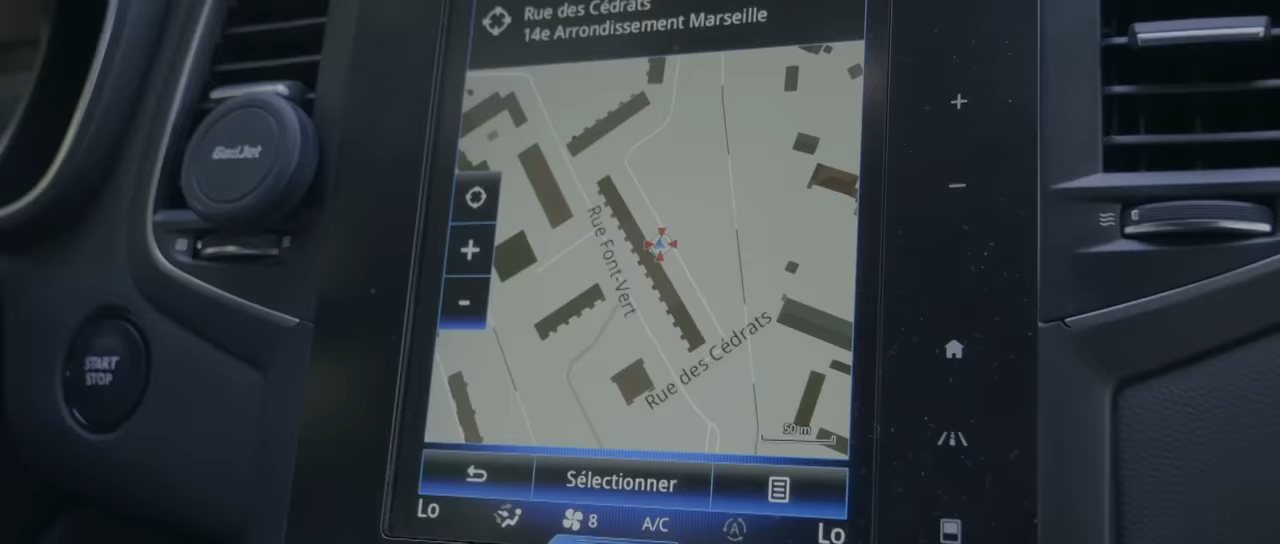 Rue des Cédrats
14e Arrondissement Marseille
GadJet
Rue Font-Vert
START
STOP
Rue des Cédrats
50 m
Sélectionner
Lo
8
A/C
A
Lo